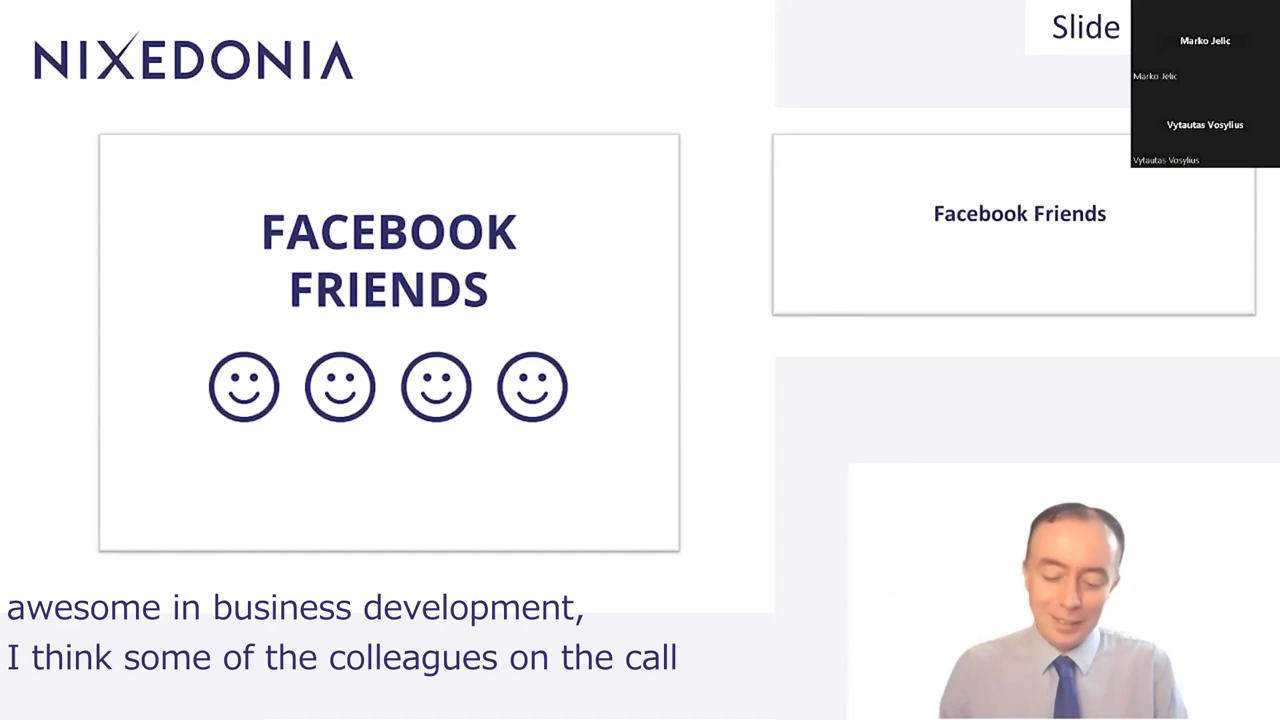 NIXEDONIA
Slide
Marko Jelic
Marko Jelic
Vytautas Vosylius
Vytautas Vosylius
FACEBOOK
FRIENDS
Facebook Friends
awesome in business development,
I think some of the colleagues on the call